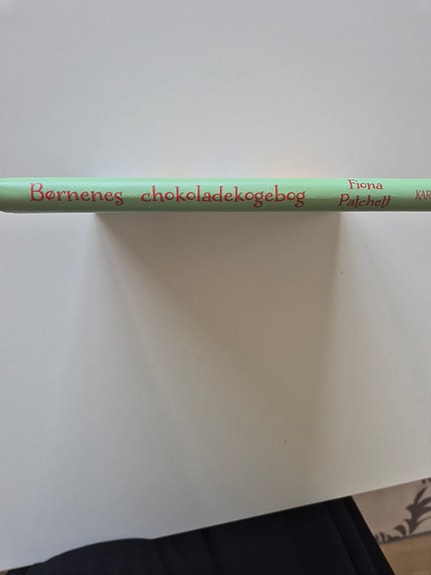 Børnenes chokoladekogebog
Fiona
Patchett
KAR